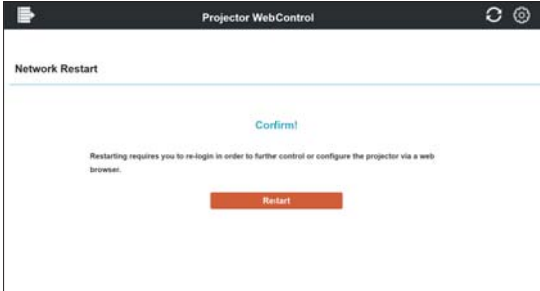 Projector WebControl
Network Restart
Confirm!
Restarting requires you to re-login in order to further control or configure the projector via a web
browser.
Restart